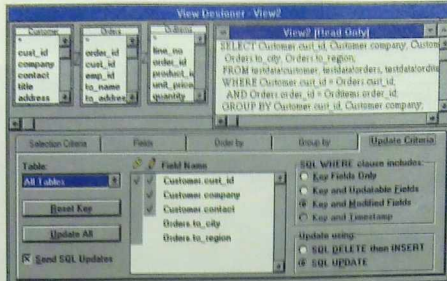 View Designer - View2
Customer
*
cust_id
company
contact
title
address
Orders
*
order_id
cust_id
emp_id
to_name
to_address
Orditems
*
line_no
order_id
product_i
unit_price
quantity
View2 [Read Only]
SELECT Customer.cust_id, Customer.company, Custom
Orders.to_city, Orders.to_region;
FROM testdata!customer, testdata!orders, testdata!ordite
WHERE Customer.cust_id = Orders.cust_id;
AND Orders.order_id = Orditems.order_id;
GROUP BY Customer.cust_id, Customer.company,
Selection Criteria
Fields
Order by
Group by
Update Criteria
Table:
All Tables
Reset Key
Update All
Send SQL Updates
Field Name
Customer.cust_id
Customer.company
Customer.contact
Orders.to_city
Orders.to_region
SQL WHERE clause includes:
Key Fields Only
Key and Updatable Fields
Key and Modified Fields
Key and Timestamp
Update using:
SQL DELETE then INSERT
SQL UPDATE